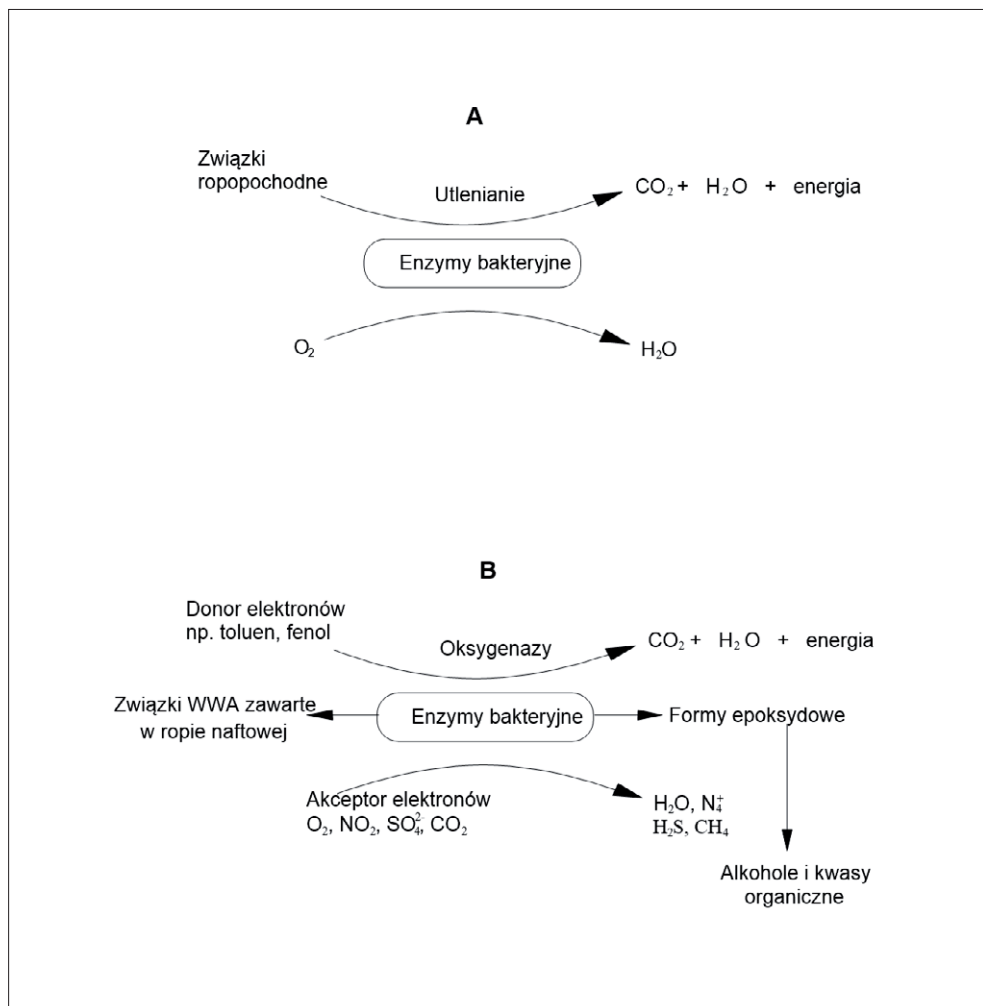 A
Związki
ropopochodne
Utlenianie
CO₂ + H₂O + energia
Enzymy bakteryjne
O₂
H₂O
B
Donor elektronów
np. toluen, fenol
Oksygenazy
CO₂ + H₂O + energia
Związki WWA zawarte
w ropie naftowej
Enzymy bakteryjne
Formy epoksydowe
Akceptor elektronów
O₂, NO₂, SO₄²⁻, CO₂
H₂O, N₄⁺
H₂S, CH₄
Alkohole i kwasy
organiczne